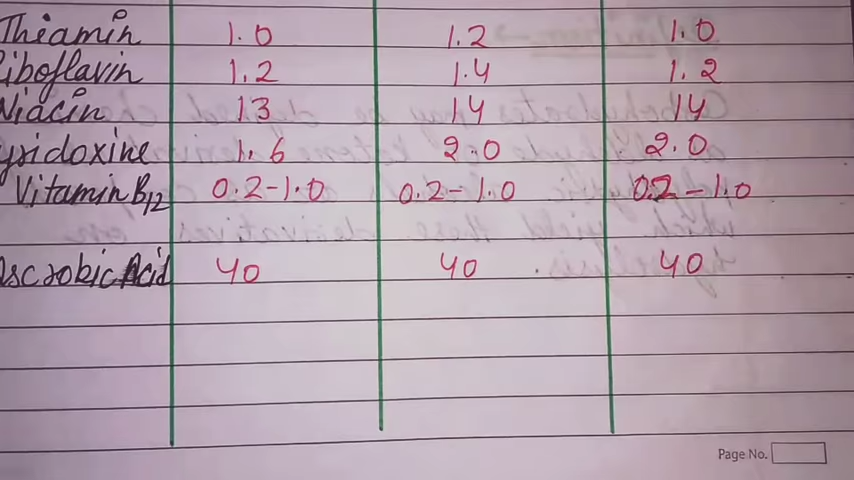 Thiamin 1.0 1.2 1.0
iboflavin 1.2 1.4 1.2
Niacin 13 14 14
yridoxine 1.6 2.0 2.0
Vitamin B12 0.2-1.0 0.2-1.0 0.2-1.0
Ascrobic Acid 40 40 40
Page No.